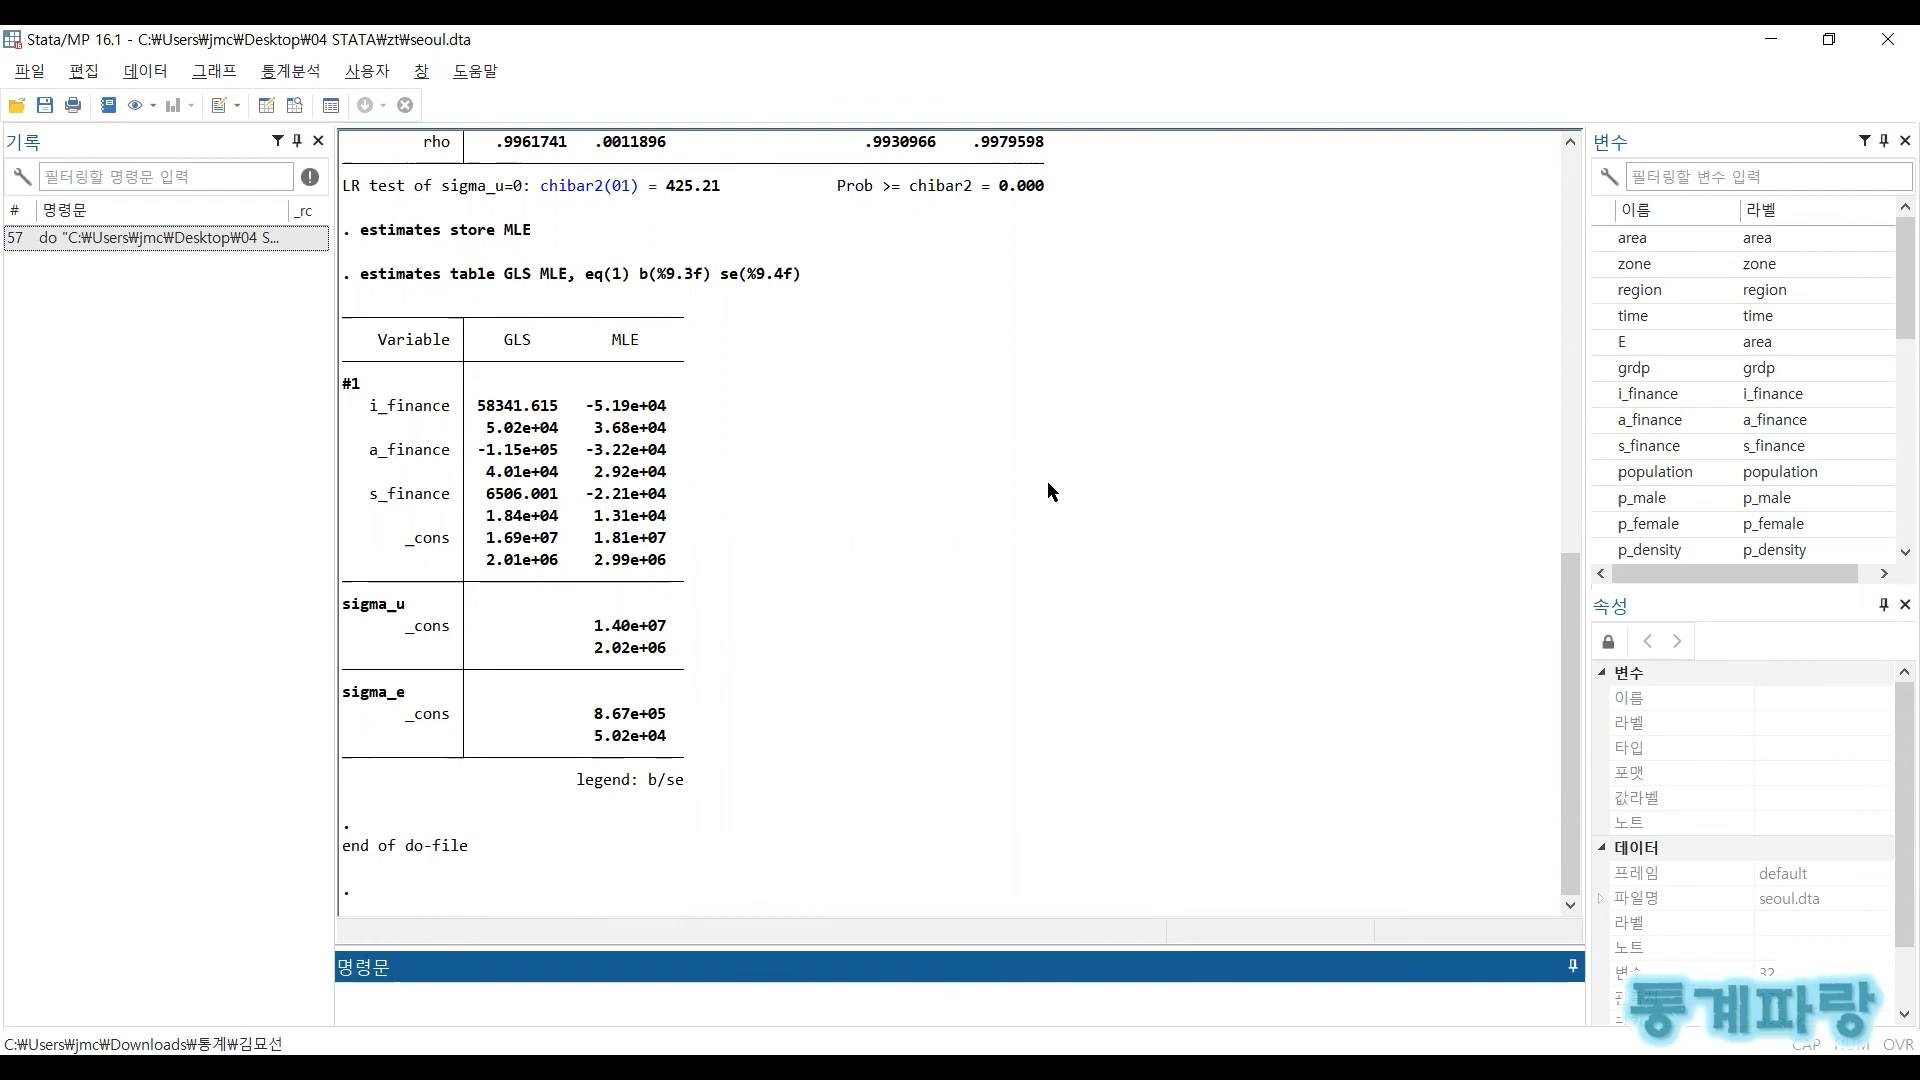 Stata/MP 16.1 - C:₩Users₩jmc₩Desktop₩04 STATA₩zt₩seoul.dta
파일 편집 데이터 그래프 통계분석 사용자 창 도움말
기록
필터링할 명령문 입력
# 명령문 _rc
57 do "C:₩Users₩jmc₩Desktop₩04 S...
rho .9961741 .0011896 .9930966 .9979598
LR test of sigma_u=0: chibar2(01) = 425.21 Prob >= chibar2 = 0.000
. estimates store MLE
. estimates table GLS MLE, eq(1) b(%9.3f) se(%9.4f)
Variable GLS MLE
#1
i_finance 58341.615 -5.19e+04
5.02e+04 3.68e+04
a_finance -1.15e+05 -3.22e+04
4.01e+04 2.92e+04
s_finance 6506.001 -2.21e+04
1.84e+04 1.31e+04
_cons 1.69e+07 1.81e+07
2.01e+06 2.99e+06
sigma_u
_cons 1.40e+07
2.02e+06
sigma_e
_cons 8.67e+05
5.02e+04
legend: b/se
.
end of do-file
.
명령문
변수
필터링할 변수 입력
이름 라벨
area area
zone zone
region region
time time
E area
grdp grdp
i_finance i_finance
a_finance a_finance
s_finance s_finance
population population
p_male p_male
p_female p_female
p_density p_density
속성
변수
이름
라벨
타입
포맷
값라벨
노트
데이터
프레임 default
파일명 seoul.dta
라벨
노트
변수 32
통계파랑
C:₩Users₩jmc₩Downloads₩통계₩김묘선
CAP NUM OVR